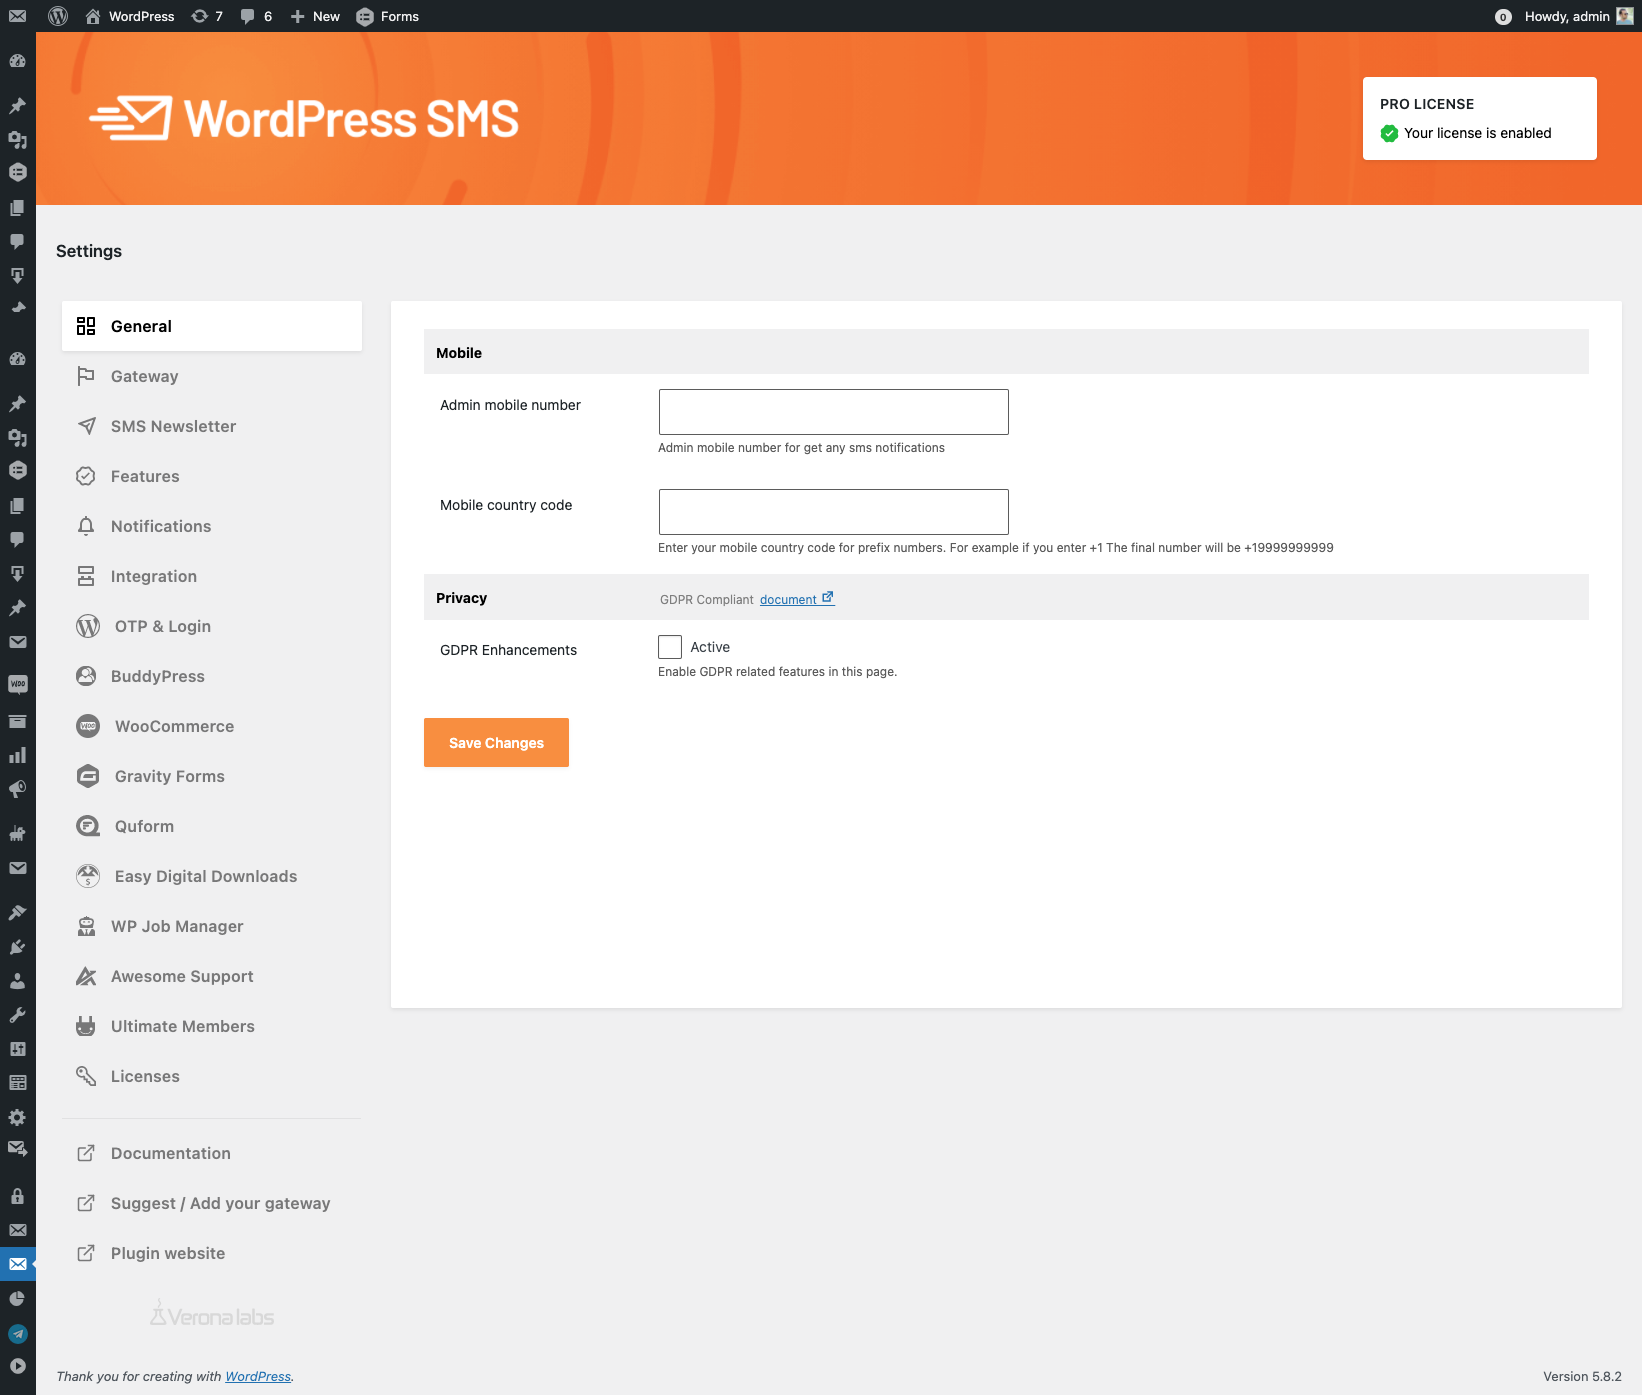 WordPress 7 6 New Forms 0 Howdy, admin
WordPress SMS
PRO LICENSE
Your license is enabled
Settings
General
Gateway
SMS Newsletter
Features
Notifications
Integration
OTP & Login
BuddyPress
WooCommerce
Gravity Forms
Quform
Easy Digital Downloads
WP Job Manager
Awesome Support
Ultimate Members
Licenses
Documentation
Suggest / Add your gateway
Plugin website
Verona labs
Mobile
Admin mobile number
Admin mobile number for get any sms notifications
Mobile country code
Enter your mobile country code for prefix numbers. For example if you enter +1 The final number will be +19999999999
Privacy GDPR Compliant document
GDPR Enhancements Active
Enable GDPR related features in this page.
Save Changes
Thank you for creating with WordPress. Version 5.8.2